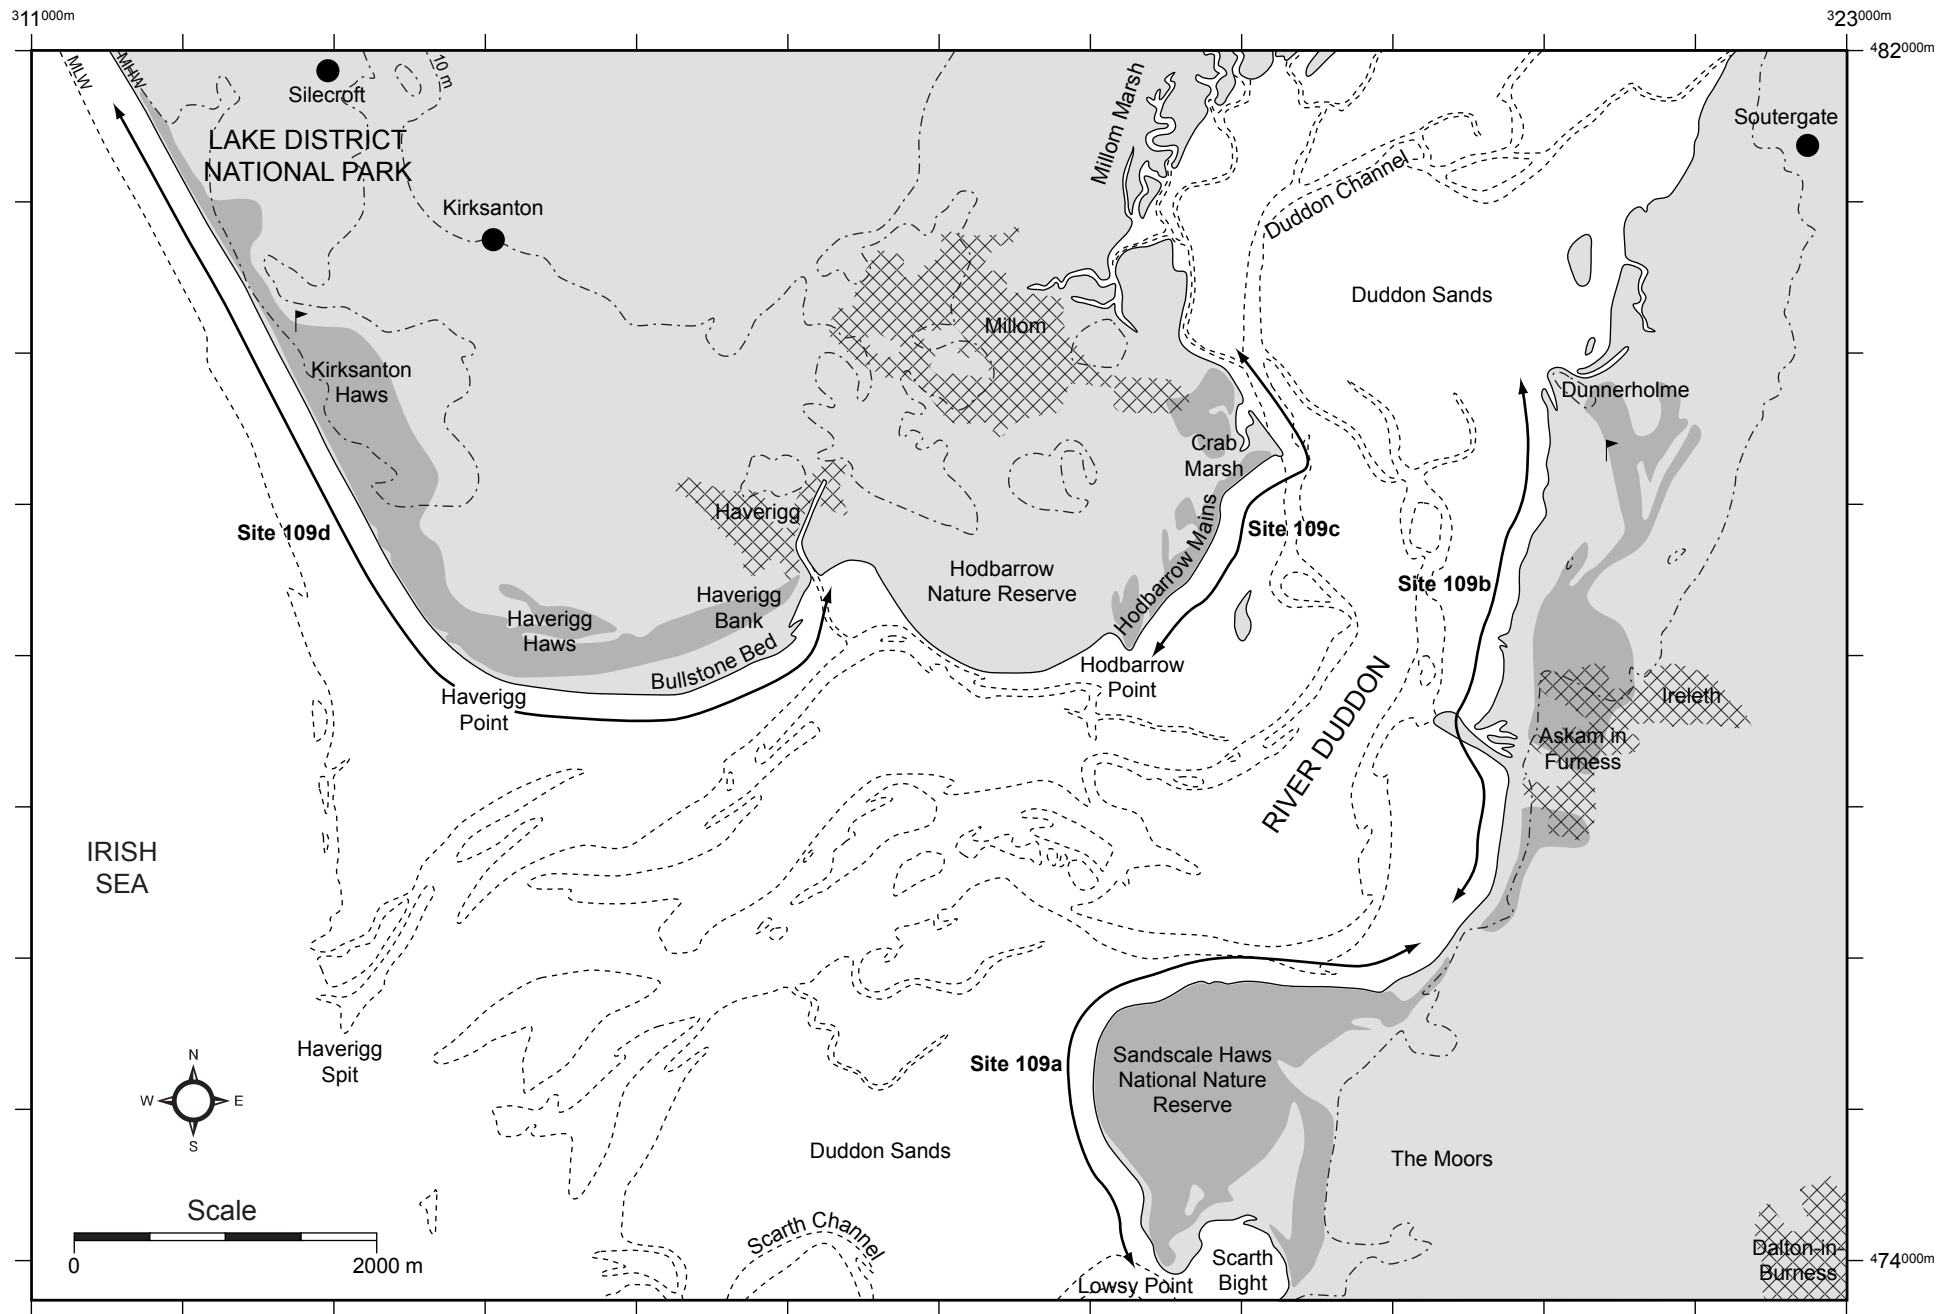 311000m
323000m
482000m
MLW
MHW
10 m
Silecroft
LAKE DISTRICT
NATIONAL PARK
Kirksanton
Millom Marsh
Soutergate
Duddon Channel
Duddon Sands
Millom
Kirksanton
Haws
Dunnerholme
Crab
Marsh
Haverigg
Site 109d
Hodbarrow Mains
Site 109c
Hodbarrow
Nature Reserve
Site 109b
Haverigg
Bank
Haverigg
Haws
Bullstone Bed
Hodbarrow
Point
Haverigg
Point
RIVER DUDDON
Ireleth
Askam in
Furness
IRISH
SEA
Haverigg
Spit
Site 109a
Sandscale Haws
National Nature
Reserve
N
W
E
S
Duddon Sands
The Moors
Scale
0
2000 m
Scarth Channel
Lowsy Point
Scarth
Bight
Dalton-in-
Burness
474000m